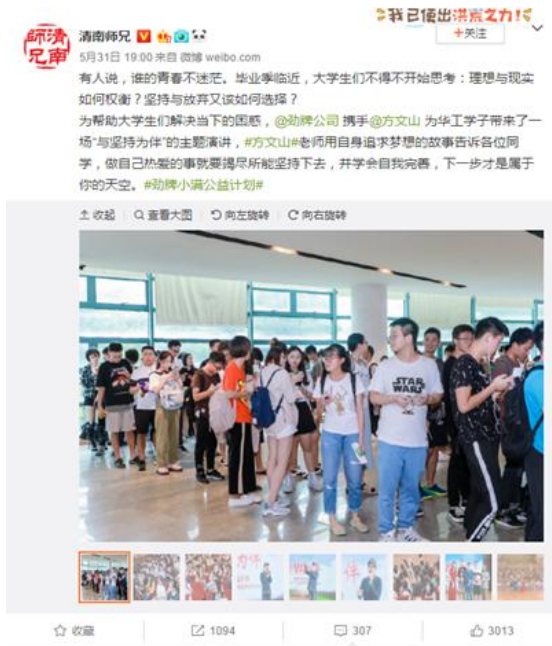 我已使出洪荒之力！
清南師兄
清南师兄
+关注
5月31日 19:00 来自 微博 weibo.com
有人说，谁的青春不迷茫。毕业季临近，大学生们不得不开始思考：理想与现实
如何权衡？坚持与放弃又该如何选择？
为帮助大学生们解决当下的困惑，@劲牌公司 携手@方文山 为华工学子带来了一
场“与坚持为伴”的主题演讲，#方文山#老师用自身追求梦想的故事告诉各位同
学，做自己热爱的事就要竭尽所能坚持下去，并学会自我完善，下一步才是属于
你的天空。#劲牌小满公益计划#
收起 查看大图 向左旋转 向右旋转
STAR
WARS
为伴
伴
收藏 1094 307 3013